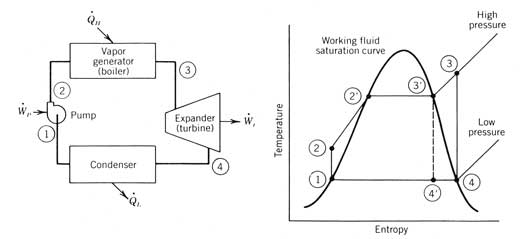 Q̇H
Vapor
generator
(boiler)
3
2
ẆP
Pump
1
Expander
(turbine)
Ẇt
4
Condenser
Q̇L
High
pressure
Working fluid
saturation curve
3
3'
2'
Low
pressure
2
1
4'
4
Temperature
Entropy